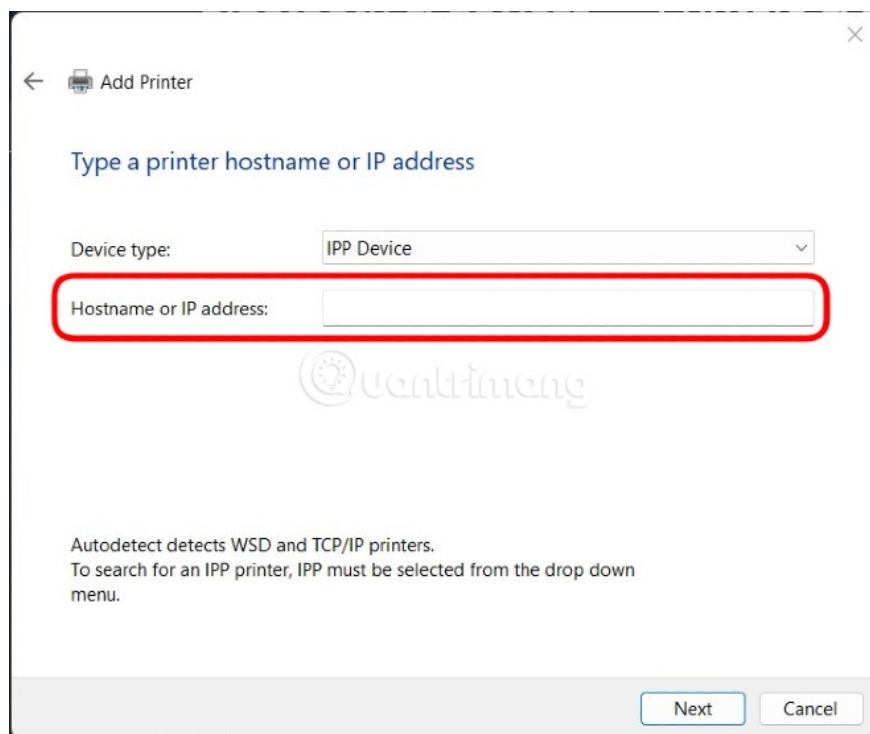 Add Printer
Type a printer hostname or IP address
Device type:
IPP Device
Hostname or IP address:
Quantrimang
Autodetect detects WSD and TCP/IP printers.
To search for an IPP printer, IPP must be selected from the drop down
menu.
Next
Cancel